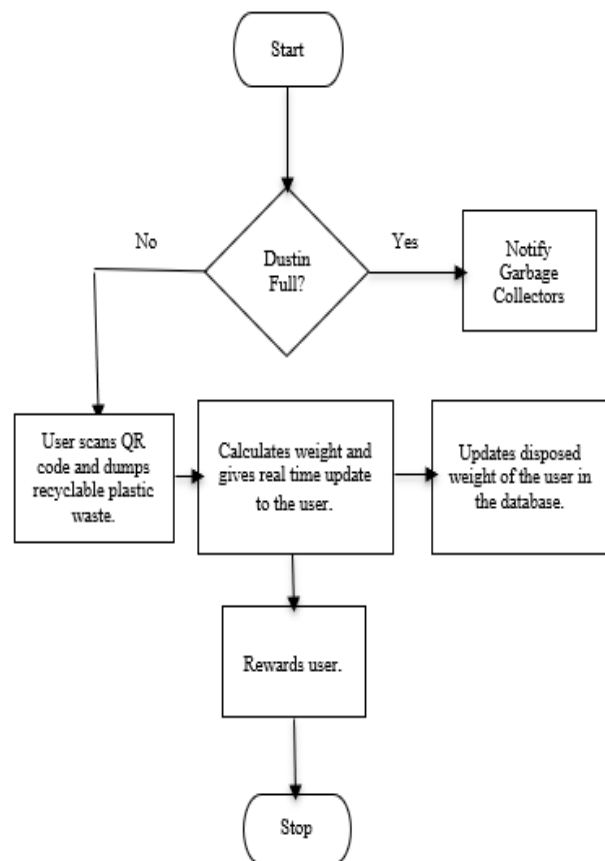 Start
No
Yes
Dustin
Full?
Notify
Garbage
Collectors
User scans QR
code and dumps
recyclable plastic
waste.
Calculates weight and
gives real time update
to the user.
Updates disposed
weight of the user in
the database.
Rewards user.
Stop